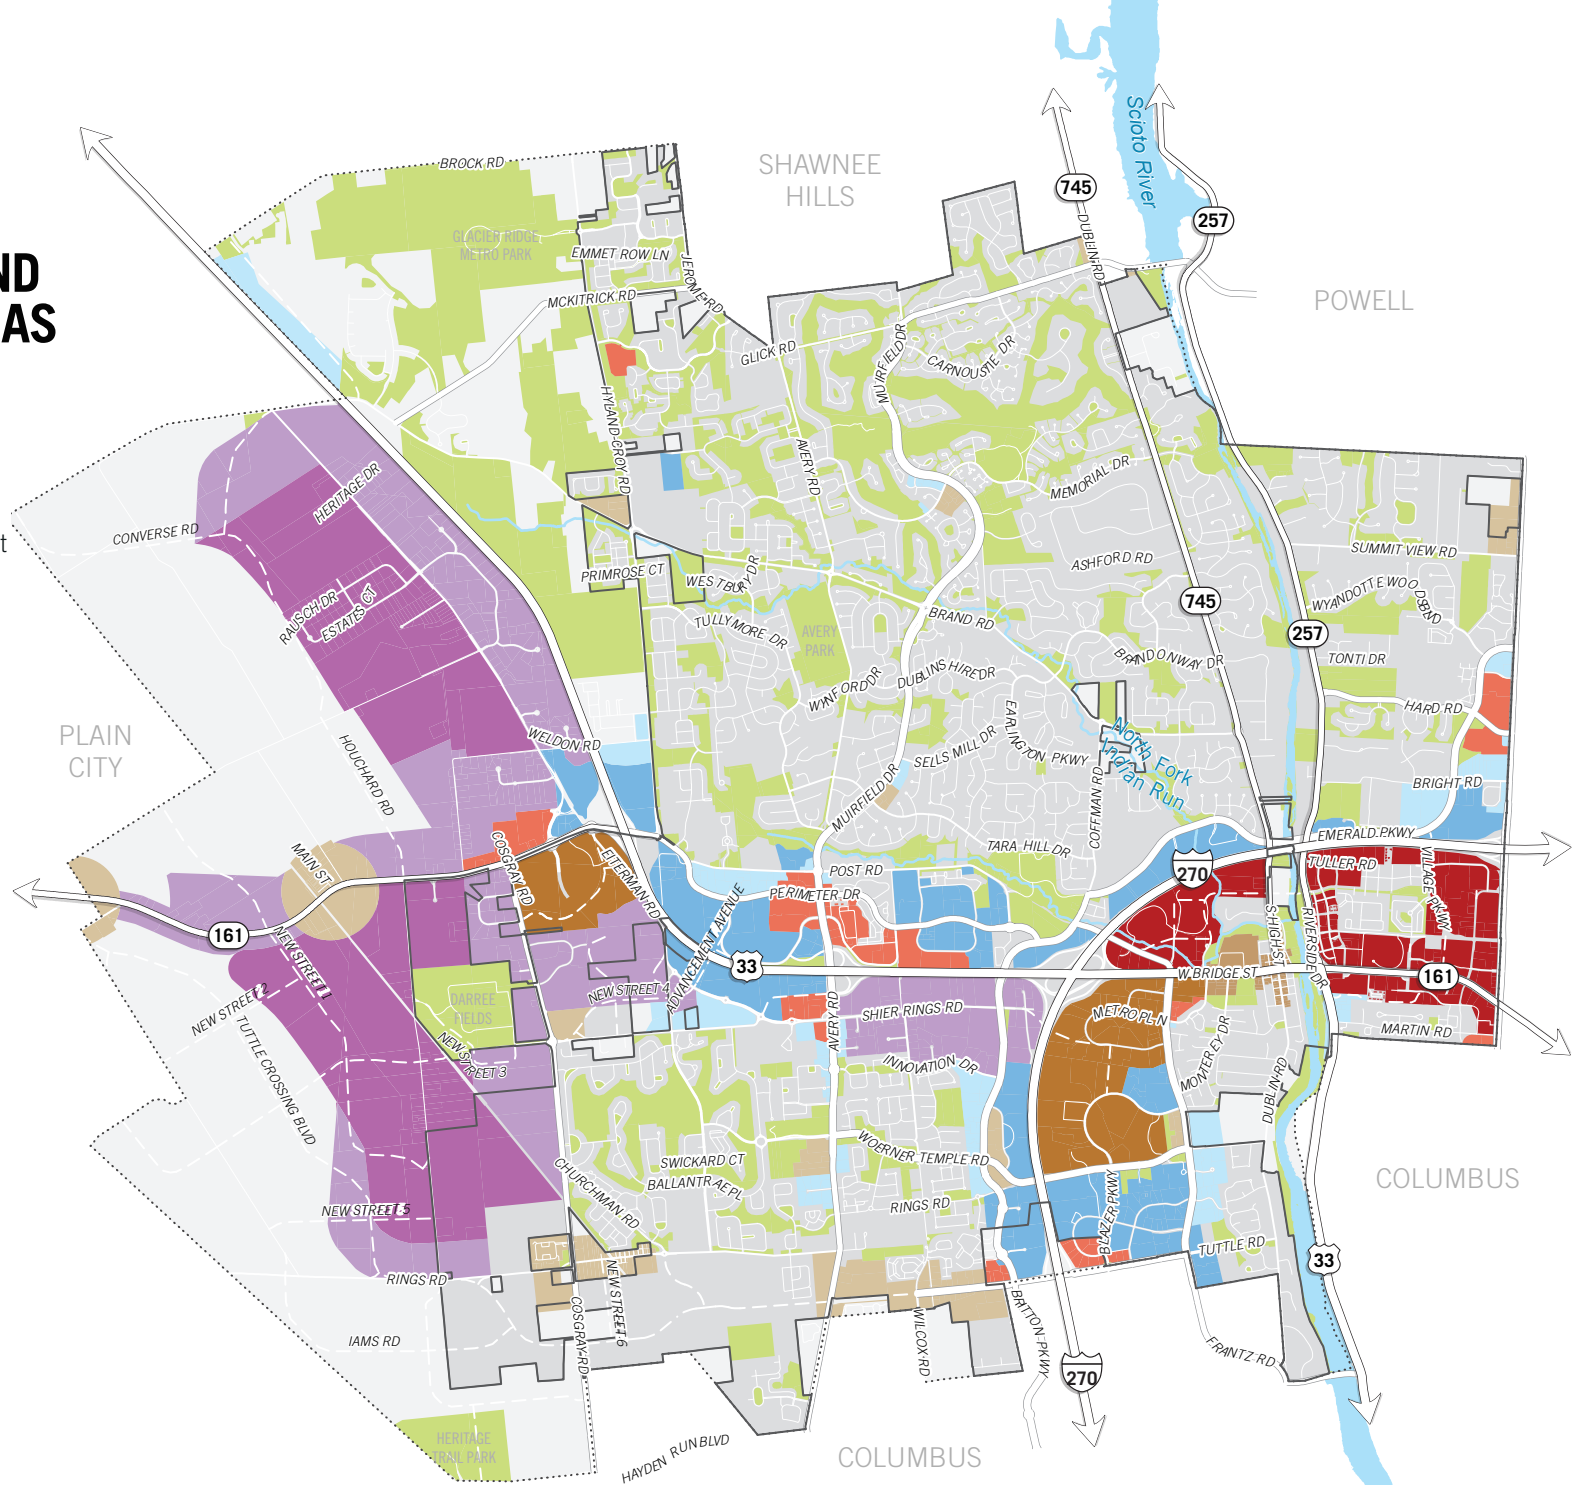 ND
AS
t
Scioto River
SHAWNEE
HILLS
745
257
DUBLIN RD
BROCK RD
GLACIER RIDGE
METRO PARK
EMMET ROW LN
JEROME RD
MCKITRICK RD
POWELL
GLICK RD
MUIRFIELD DR
CARNOUSTIE DR
HYLAND-CROY RD
AVERY RD
MEMORIAL DR
HERITAGE DR
CONVERSE RD
SUMMIT VIEW RD
ASHFORD RD
PRIMROSE CT
WESTBURY DR
WYANDOTTE WOODS BND
RAUSCH DR
ESTATES CT
745
257
BRAND RD
TULLYMORE DR
AVERY
PARK
BRANDONWAY DR
TONTI DR
WYNFORD DR
DUBLINSHIRE DR
HARD RD
EARLINGTON PKWY
PLAIN
CITY
HOUCHARD RD
WELDON RD
SELLS MILL DR
North Fork
Indian Run
COFFMAN RD
BRIGHT RD
MUIRFIELD DR
EMERALD PKWY
TARA HILL DR
MAIN ST
COSGRAY RD
EITERMAN RD
POST RD
270
TULLER RD
VILLAGE PKWY
PERIMETER DR
161
ADVANCEMENT AVENUE
33
S HIGH ST
RIVERSIDE DR
W BRIDGE ST
161
NEW STREET 1
NEW STREET 2
NEW STREET 4
DARREE
FIELDS
AVERY RD
SHIER RINGS RD
METRO PL N
MARTIN RD
TUTTLE CROSSING BLVD
NEW STREET 3
INNOVATION DR
MONTEREY DR
DUBLIN RD
WOERNER TEMPLE RD
SWICKARD CT
BALLANTRAE PL
CHURCHMAN RD
COLUMBUS
NEW STREET 5
RINGS RD
BLAZER PKWY
TUTTLE RD
33
RINGS RD
NEW STREET 6
COSGRAY RD
IAMS RD
WILCOX RD
BRITTON PKWY
FRANTZ RD
270
HERITAGE
TRAIL PARK
HAYDEN RUN BLVD
COLUMBUS